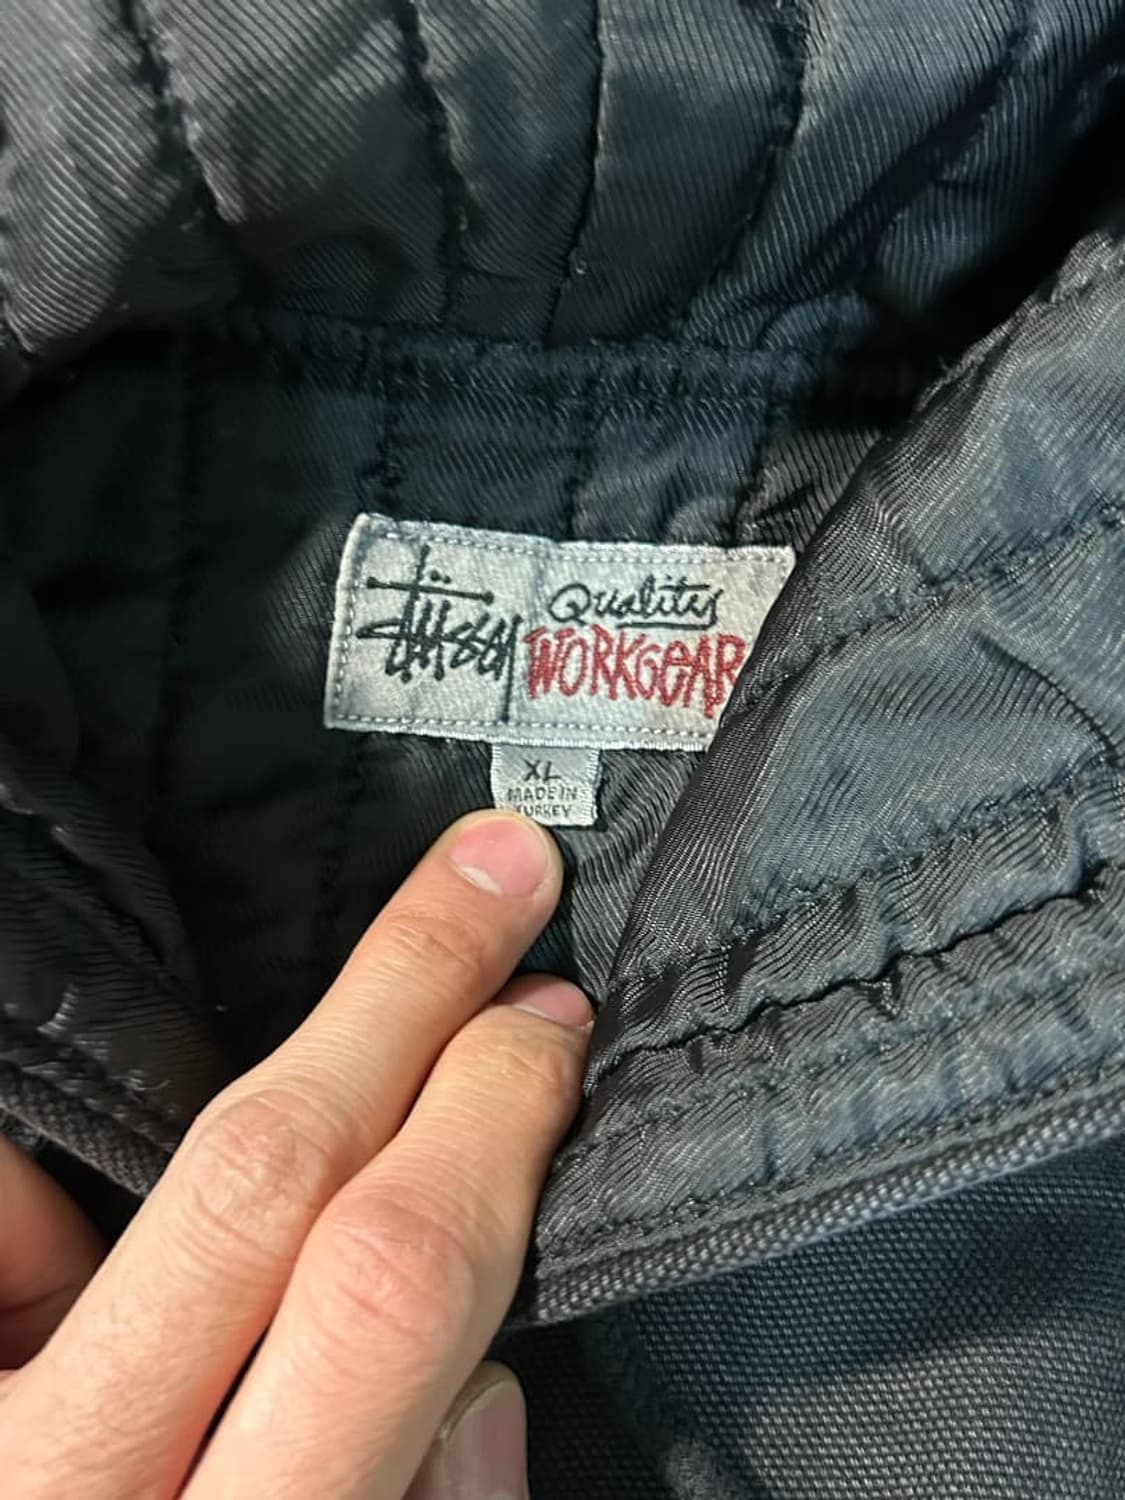 Stüssy
Quality
WORKGEAR
XL
MADE IN
TURKEY